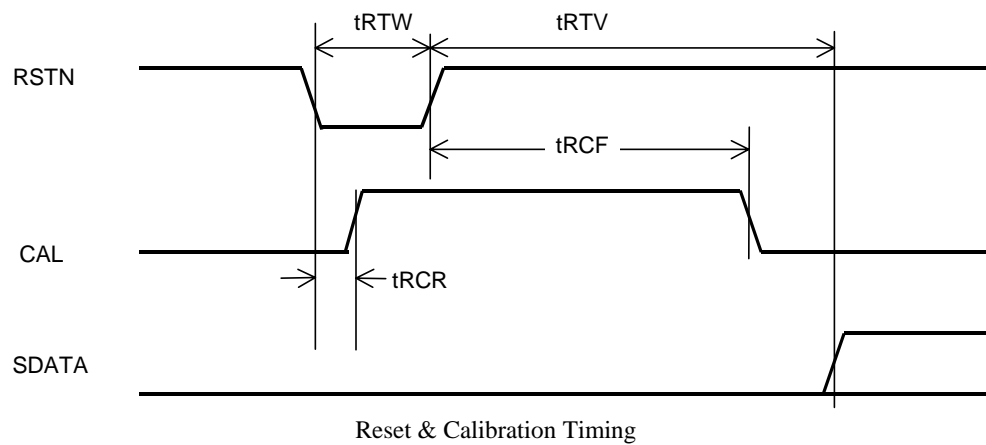 tRTW
tRTV
RSTN
tRCF
CAL
tRCR
SDATA
Reset & Calibration Timing